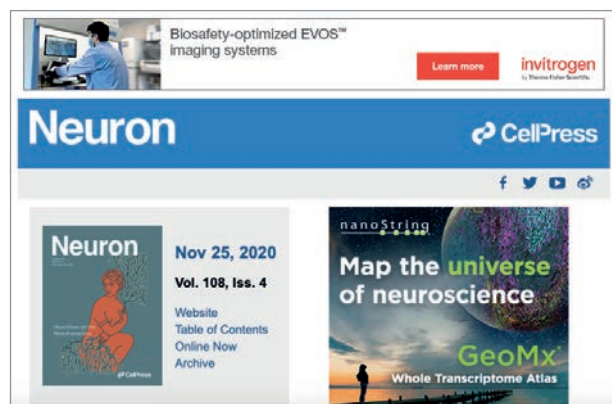 Biosafety-optimized EVOS™
imaging systems
Learn more
invitrogen
by Thermo Fisher Scientific
Neuron
CellPress
Neuron
CellPress
Nov 25, 2020
Vol. 108, Iss. 4
Website
Table of Contents
Online Now
Archive
nanoString
Map the universe
of neuroscience
GeoMx®
Whole Transcriptome Atlas